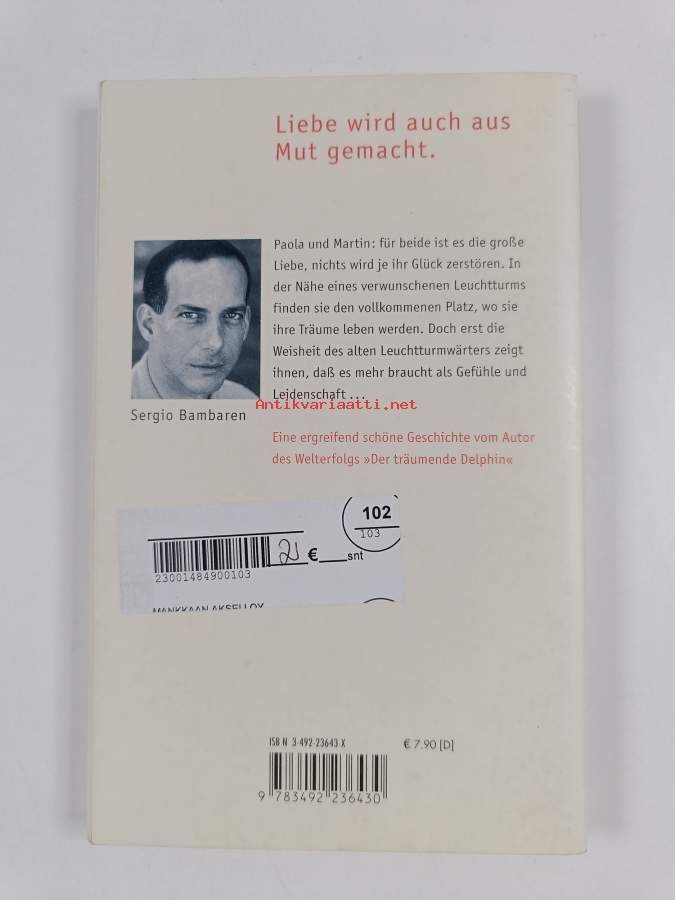 Liebe wird auch aus
Mut gemacht.
Paola und Martin: für beide ist es die große
Liebe, nichts wird je ihr Glück zerstören. In
der Nähe eines verwunschenen Leuchtturms
finden sie den vollkommenen Platz, wo sie
ihre Träume leben werden. Doch erst die
Weisheit des alten Leuchtturmwärters zeigt
ihnen, daß es mehr braucht als Gefühle und
Leidenschaft ...
Antikvariaatti.net
Sergio Bambaren
Eine ergreifend schöne Geschichte vom Autor
des Welterfolgs »Der träumende Delphin«
102
103
€ ____snt
23001484900103
ISBN 3-492-23643-X
€ 7.90 [D]
9 783492 236430